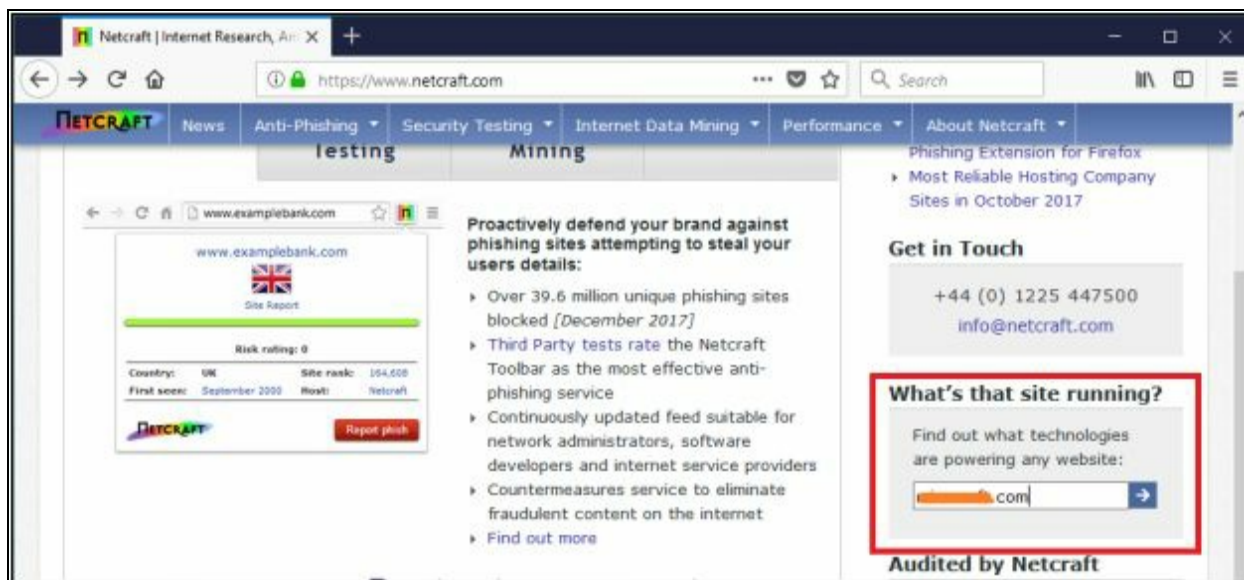 Netcraft | Internet Research, An
https://www.netcraft.com
Search
NETCRAFT News Anti-Phishing Security Testing Internet Data Mining Performance About Netcraft
Testing Mining
Phishing Extension for Firefox
Most Reliable Hosting Company
Sites in October 2017
www.examplebank.com
www.examplebank.com
Site Report
Risk rating: 0
Country: UK Site rank: 164,608
First seen: September 2000 Host: Netcraft
NETCRAFT Report phish
Proactively defend your brand against
phishing sites attempting to steal your
users details:
Over 39.6 million unique phishing sites
blocked [December 2017]
Third Party tests rate the Netcraft
Toolbar as the most effective anti-
phishing service
Continuously updated feed suitable for
network administrators, software
developers and internet service providers
Countermeasures service to eliminate
fraudulent content on the internet
Find out more
Get in Touch
+44 (0) 1225 447500
info@netcraft.com
What's that site running?
Find out what technologies
are powering any website:
.com
Audited by Netcraft